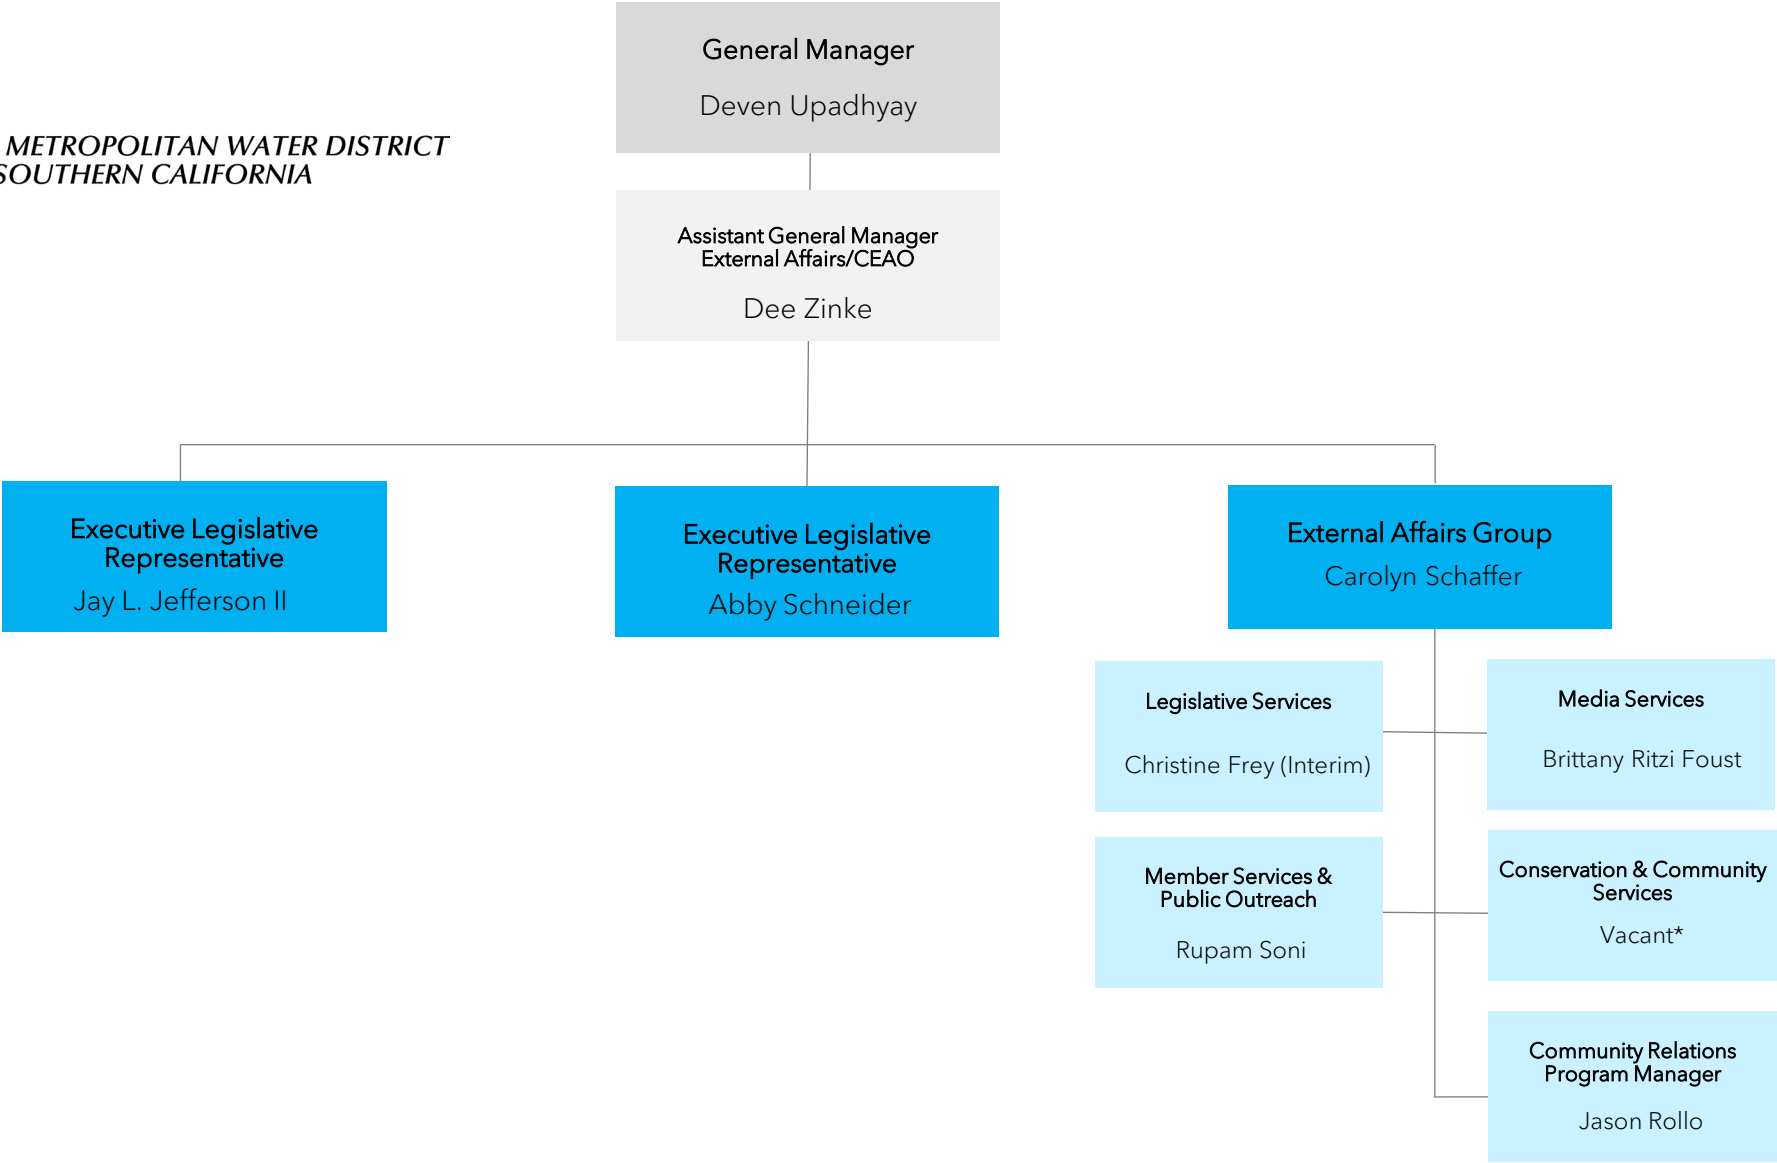 General Manager
Deven Upadhyay
METROPOLITAN WATER DISTRICT
SOUTHERN CALIFORNIA
Assistant General Manager
External Affairs/CEAO
Dee Zinke
Executive Legislative
Representative
Jay L. Jefferson II
Executive Legislative
Representative
Abby Schneider
External Affairs Group
Carolyn Schaffer
Legislative Services
Christine Frey (Interim)
Media Services
Brittany Ritzi Foust
Member Services &
Public Outreach
Rupam Soni
Conservation & Community
Services
Vacant*
Community Relations
Program Manager
Jason Rollo